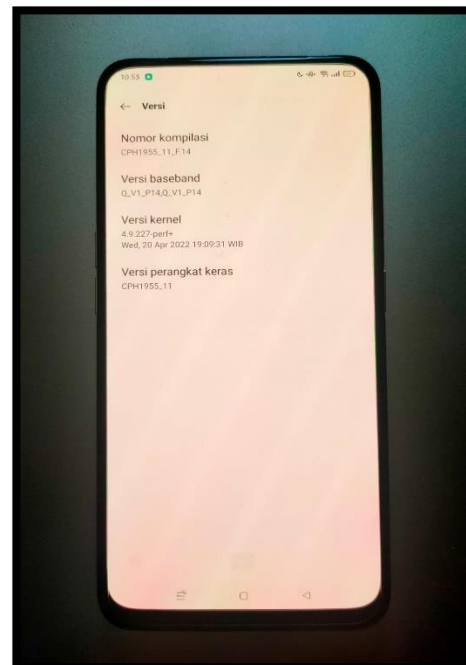 10.53
← Versi
Nomor kompilasi
CPH1955_11_F.14
Versi baseband
Q_V1_P14,Q_V1_P14
Versi kernel
4.9.227-perf+
Wed, 20 Apr 2022 19:09:31 WIB
Versi perangkat keras
CPH1955_11